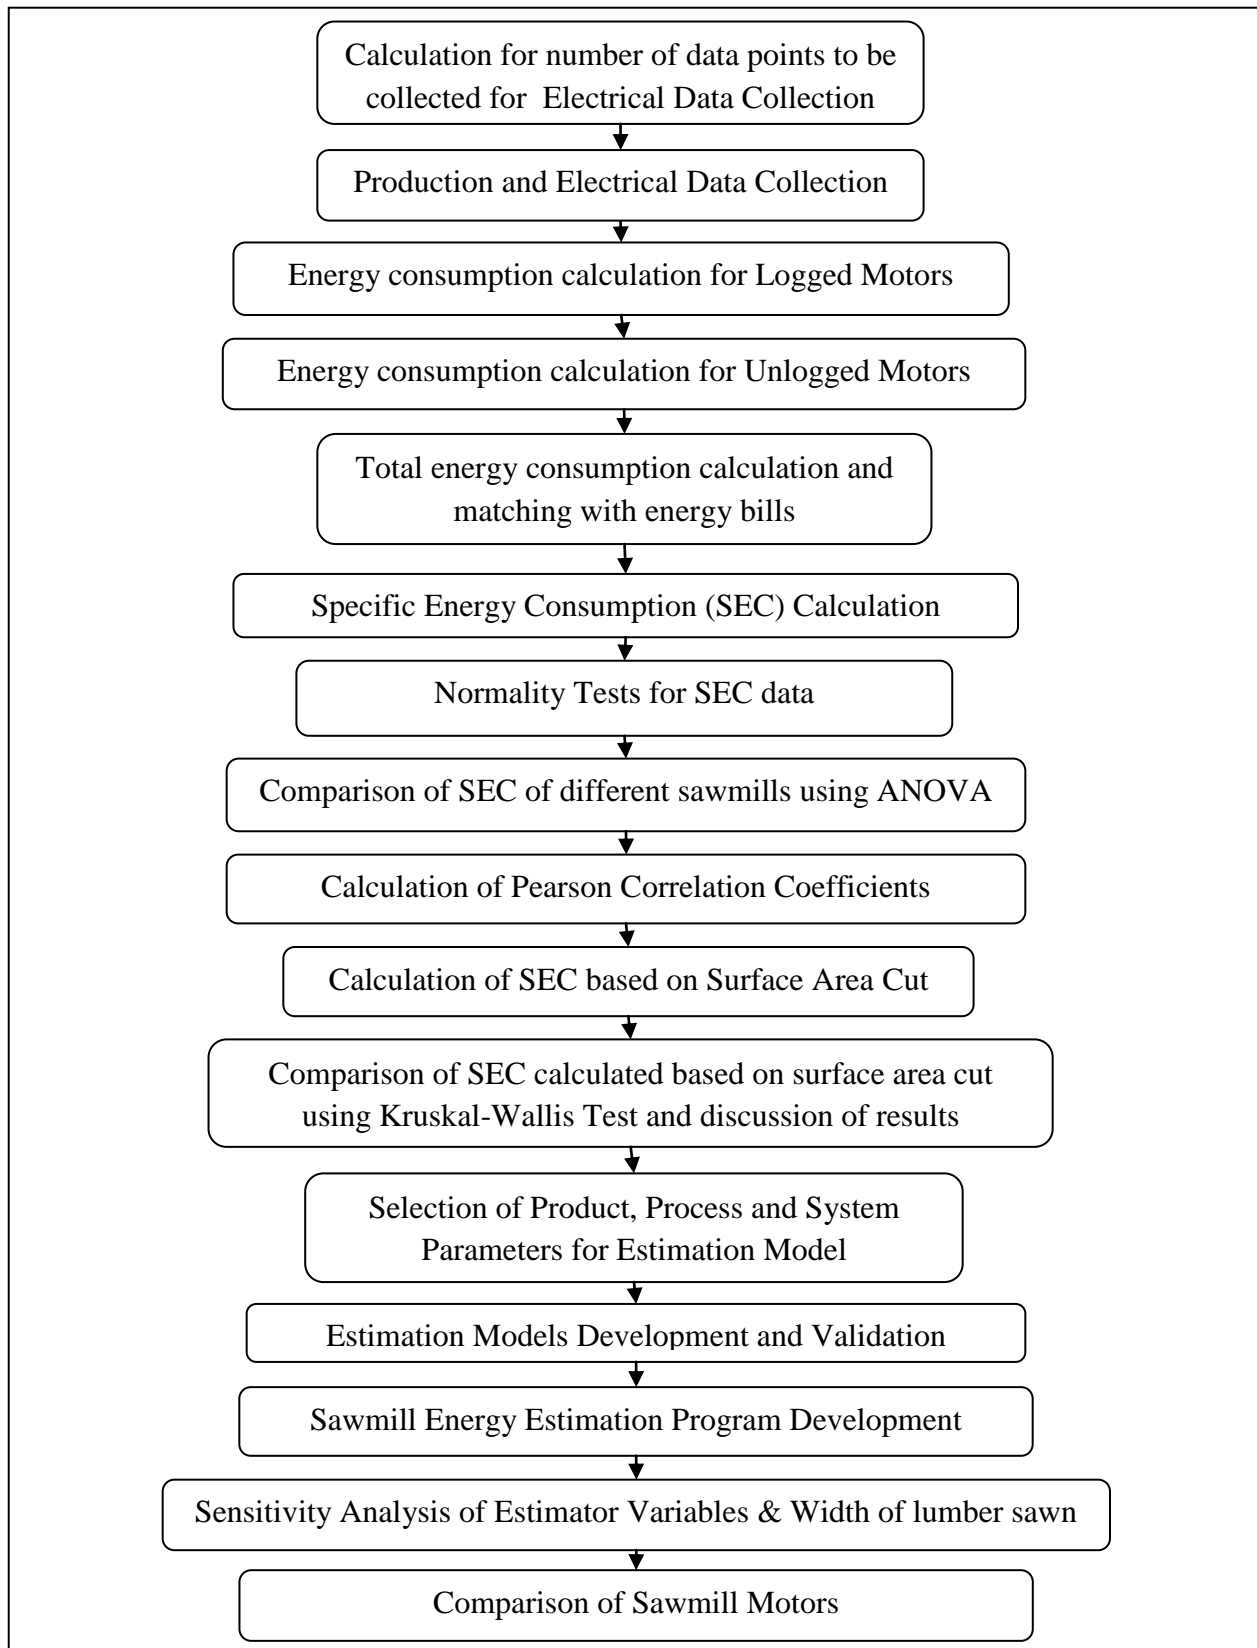 Calculation for number of data points to be
collected for Electrical Data Collection
Production and Electrical Data Collection
Energy consumption calculation for Logged Motors
Energy consumption calculation for Unlogged Motors
Total energy consumption calculation and
matching with energy bills
Specific Energy Consumption (SEC) Calculation
Normality Tests for SEC data
Comparison of SEC of different sawmills using ANOVA
Calculation of Pearson Correlation Coefficients
Calculation of SEC based on Surface Area Cut
Comparison of SEC calculated based on surface area cut
using Kruskal-Wallis Test and discussion of results
Selection of Product, Process and System
Parameters for Estimation Model
Estimation Models Development and Validation
Sawmill Energy Estimation Program Development
Sensitivity Analysis of Estimator Variables & Width of lumber sawn
Comparison of Sawmill Motors